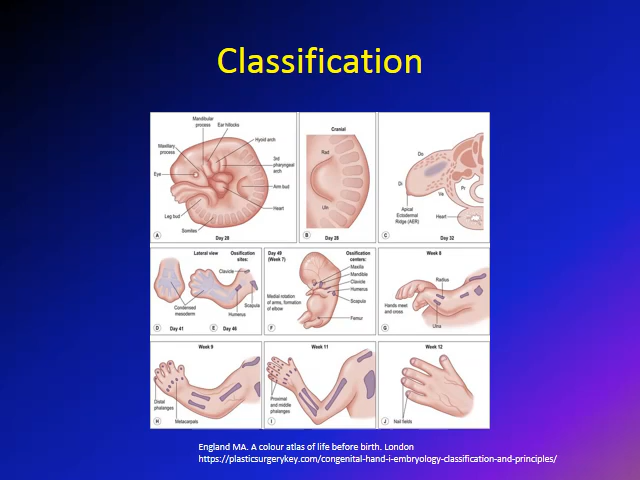 Classification
Mandibular
process
Ear hillocks
Hyoid arch
Maxillary
process
3rd
pharyngeal
arch
Eye
Arm bud
Heart
Leg bud
Somites
A
Day 28
Cranial
Rad
Uln
B
Day 28
Do
Di
Ve
Pr
Apical
Ectodermal
Ridge (AER)
Heart
C
Day 32
Lateral view
Ossification
sites:
Clavicle
Scapula
Humerus
Condensed
mesoderm
D
Day 41
E
Day 46
Day 49
(Week 7)
Ossification
centers:
Maxilla
Mandible
Clavicle
Humerus
Medial rotation
of arms, formation
of elbow
Scapula
Femur
F
Week 8
Radius
Hands meet
and cross
Ulna
G
Week 9
Distal
phalanges
Metacarpals
H
Week 11
Proximal
and middle
phalanges
I
Week 12
Nail fields
J
England MA. A colour atlas of life before birth. London
https://plasticsurgerykey.com/congenital-hand-i-embryology-classification-and-principles/